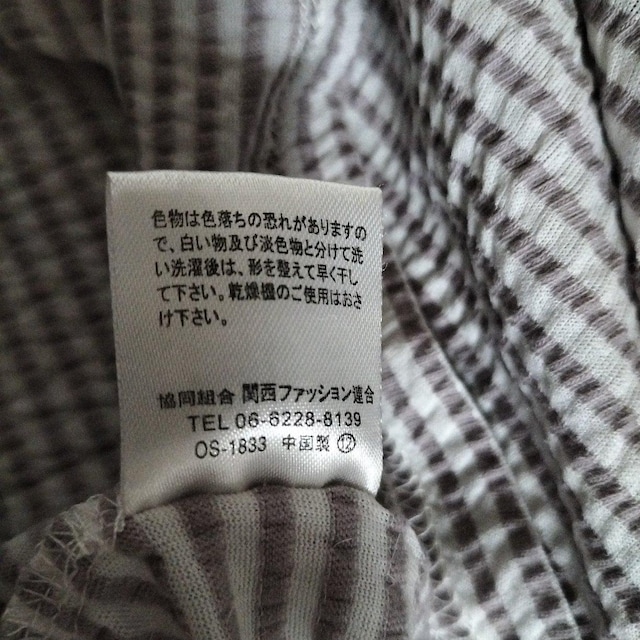 色物は色落ちの恐れがありますの
で、白い物及び淡色物と分けて洗
い洗濯後は、形を整えて早く干し
て下さい。乾燥機のご使用はおさ
け下さい。
協同組合 関西ファッション連合
TEL 06-6228-8139
OS-1833 中国製 ⑫